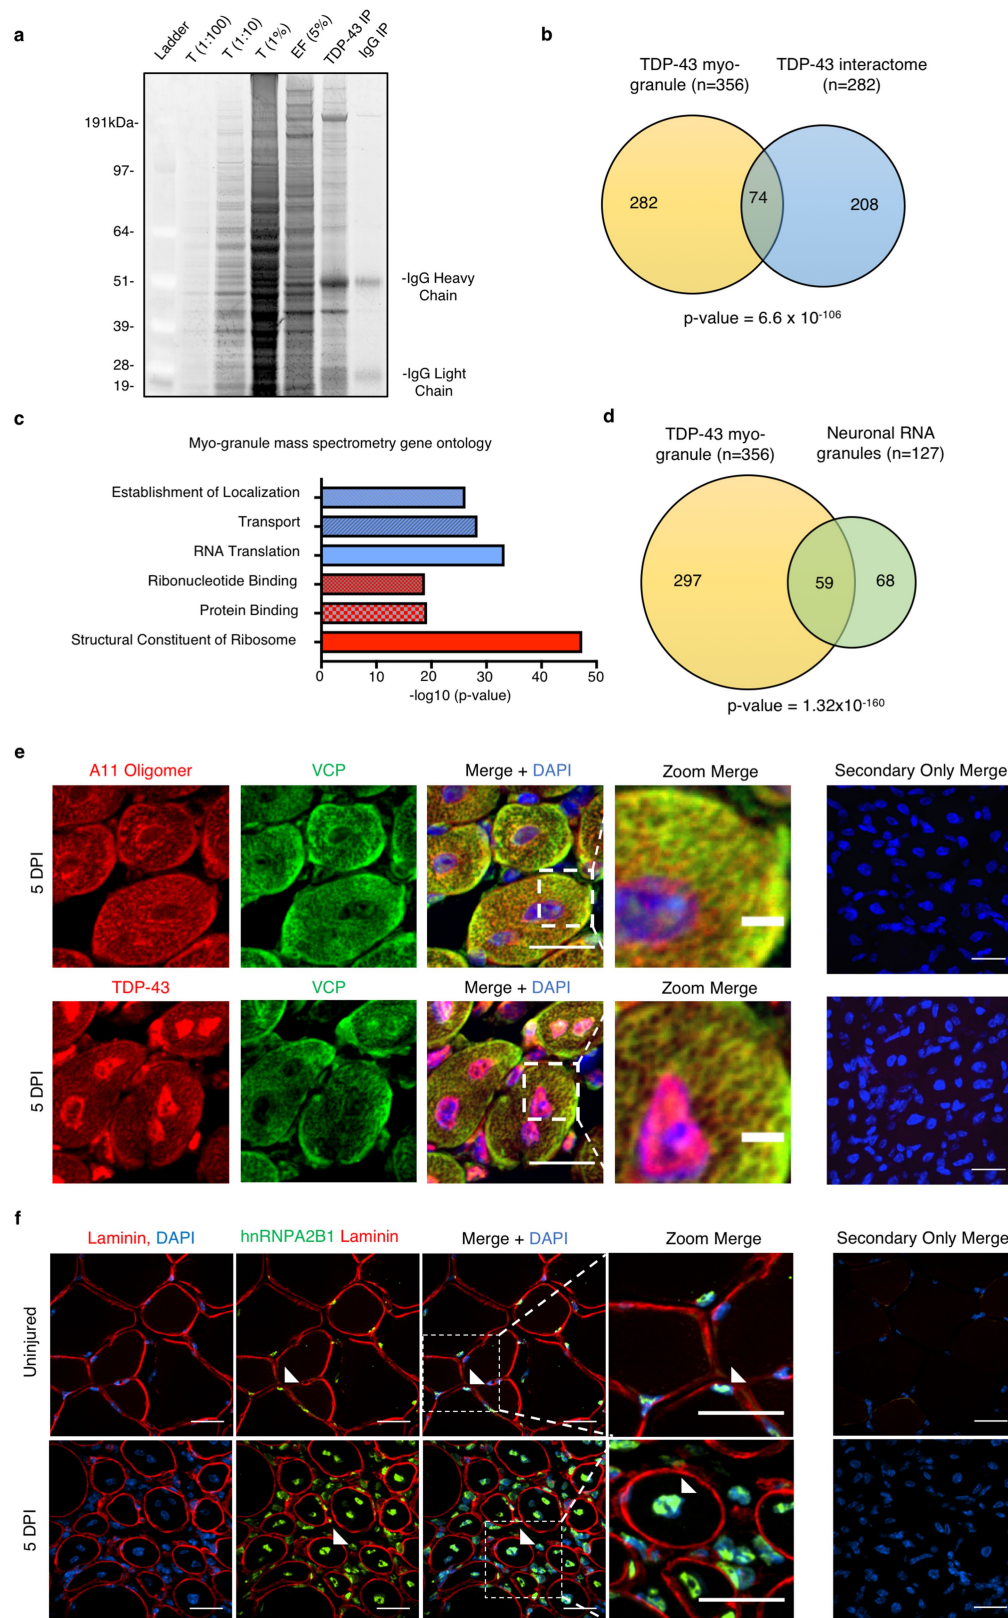 a
Ladder
T (1:100)
T (1:10)
T (1%)
EF (5%)
TDP-43 IP
IgG IP
191kDa-
97-
64-
51-
39-
28-
19-
-IgG Heavy
Chain
-IgG Light
Chain
b
TDP-43 myo-
granule (n=356)
TDP-43 interactome
(n=282)
282
74
208
p-value = 6.6 x 10-106
c
Myo-granule mass spectrometry gene ontology
Establishment of Localization
Transport
RNA Translation
Ribonucleotide Binding
Protein Binding
Structural Constituent of Ribosome
0 10 20 30 40 50
-log10 (p-value)
d
TDP-43 myo-
granule (n=356)
Neuronal RNA
granules (n=127)
297
59
68
p-value = 1.32x10-160
e
A11 Oligomer
VCP
Merge + DAPI
Zoom Merge
Secondary Only Merge
5 DPI
TDP-43
VCP
Merge + DAPI
Zoom Merge
5 DPI
f
Laminin, DAPI
hnRNPA2B1 Laminin
Merge + DAPI
Zoom Merge
Secondary Only Merge
Uninjured
5 DPI